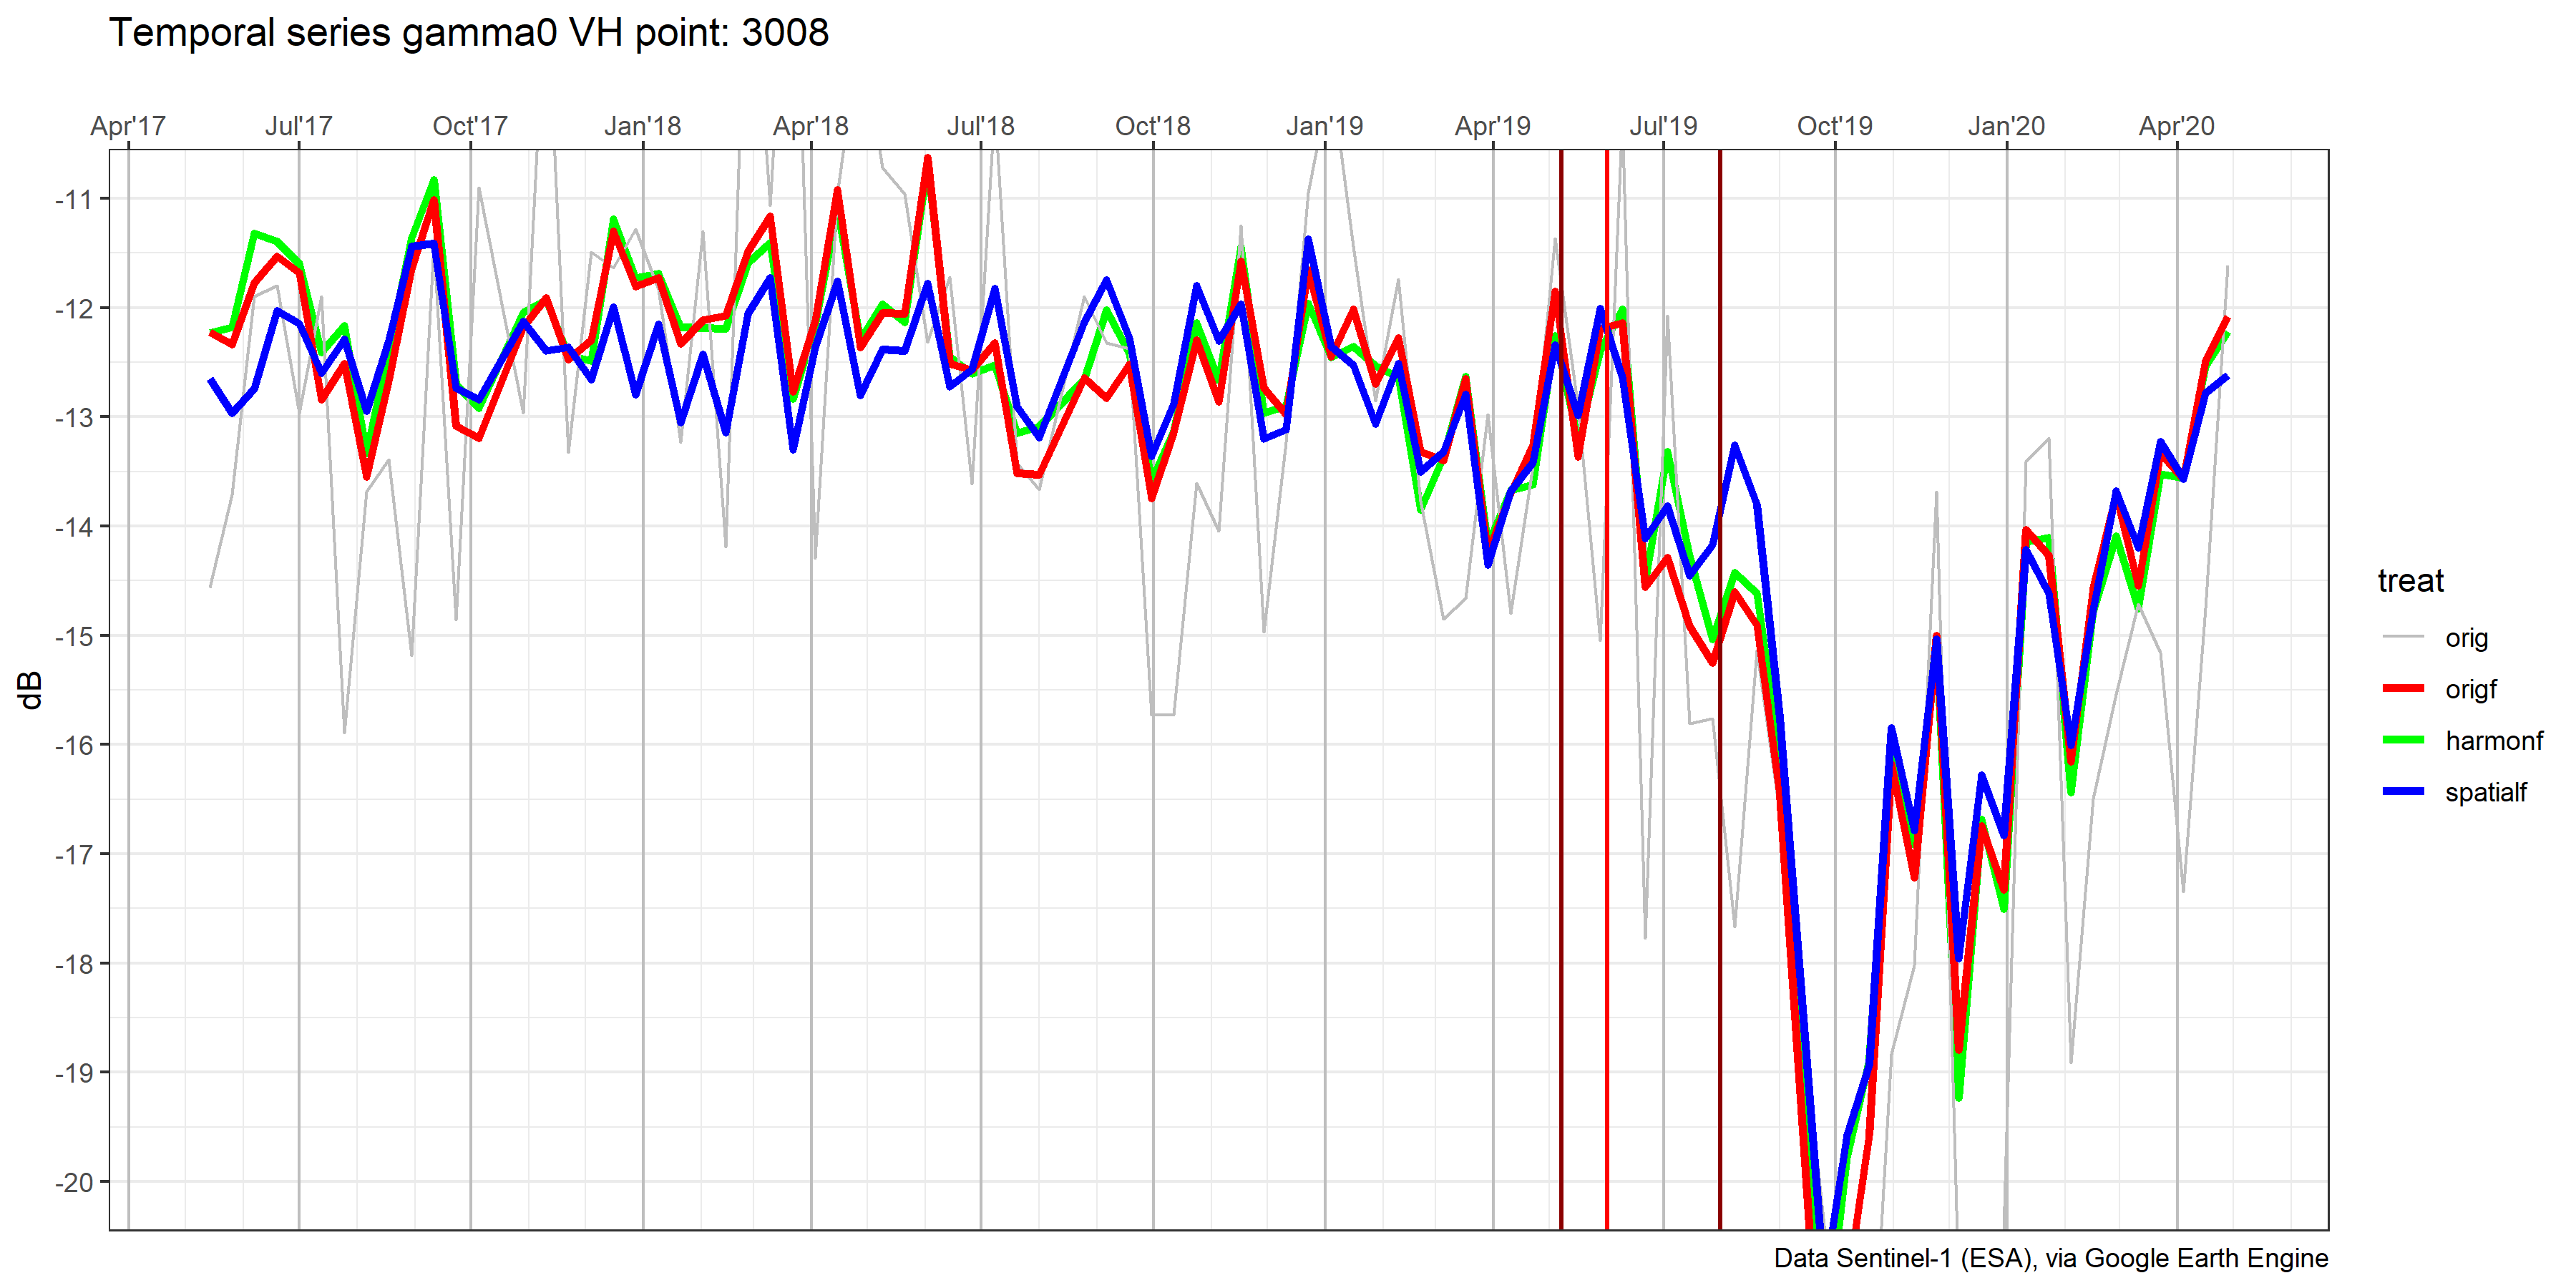 Temporal series gamma0 VH point: 3008
Apr'17 Jul'17 Oct'17 Jan'18 Apr'18 Jul'18 Oct'18 Jan'19 Apr'19 Jul'19 Oct'19 Jan'20 Apr'20
-11
-12
-13
-14
-15
-16
-17
-18
-19
-20
dB
treat
orig
origf
harmonf
spatialf
Data Sentinel-1 (ESA), via Google Earth Engine